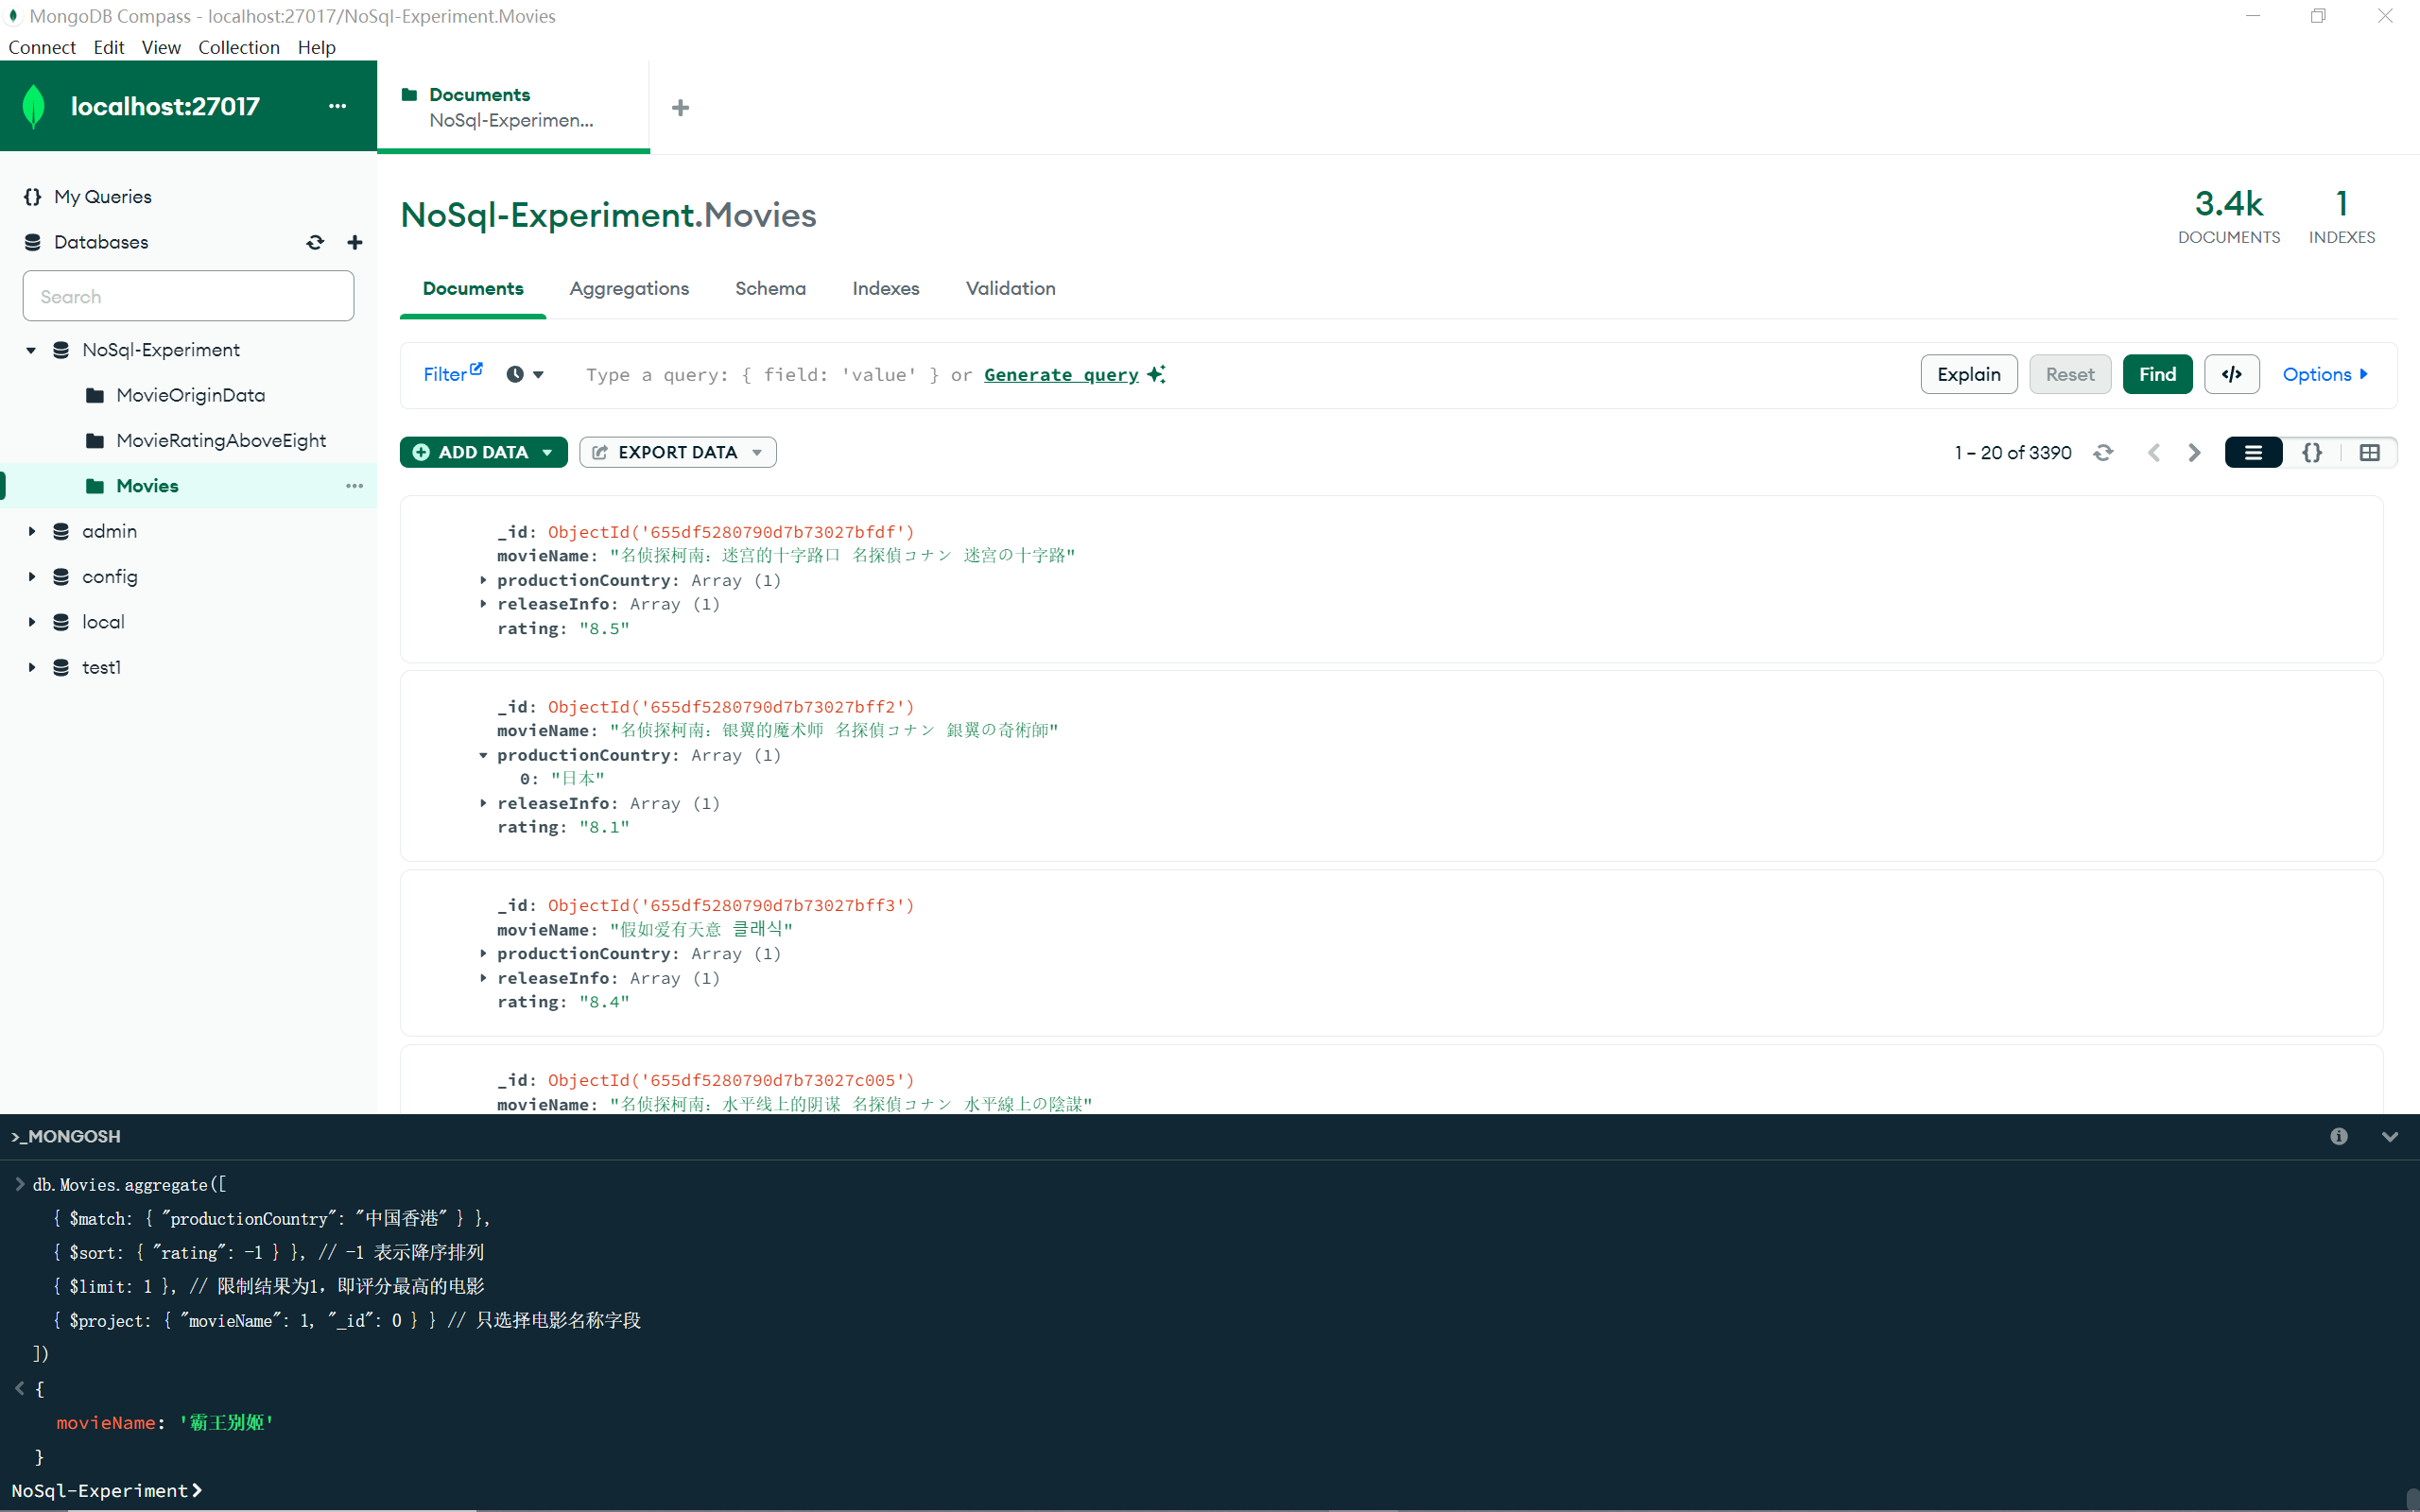 MongoDB Compass - localhost:27017/NoSql-Experiment.Movies
Connect Edit View Collection Help
localhost:27017
Documents
NoSql-Experimen...
My Queries
Databases
Search
NoSql-Experiment
MovieOriginData
MovieRatingAboveEight
Movies
admin
config
local
test1
NoSql-Experiment.Movies
3.4k
DOCUMENTS
1
INDEXES
Documents Aggregations Schema Indexes Validation
Filter Type a query: { field: 'value' } or Generate query Explain Reset Find </> Options
ADD DATA EXPORT DATA 1 – 20 of 3390 {}
_id: ObjectId('655df5280790d7b73027bfdf')
movieName: "名侦探柯南：迷宫的十字路口 名探偵コナン 迷宮の十字路"
productionCountry: Array (1)
releaseInfo: Array (1)
rating: "8.5"
_id: ObjectId('655df5280790d7b73027bff2')
movieName: "名侦探柯南：银翼的魔术师 名探偵コナン 銀翼の奇術師"
productionCountry: Array (1)
0: "日本"
releaseInfo: Array (1)
rating: "8.1"
_id: ObjectId('655df5280790d7b73027bff3')
movieName: "假如爱有天意 클래식"
productionCountry: Array (1)
releaseInfo: Array (1)
rating: "8.4"
_id: ObjectId('655df5280790d7b73027c005')
movieName: "名侦探柯南：水平线上的阴谋 名探偵コナン 水平線上の陰謀"
>_MONGOSH
> db.Movies.aggregate([
{ $match: { "productionCountry": "中国香港" } },
{ $sort: { "rating": -1 } }, // -1 表示降序排列
{ $limit: 1 }, // 限制结果为1，即评分最高的电影
{ $project: { "movieName": 1, "_id": 0 } } // 只选择电影名称字段
])
< {
movieName: '霸王别姬'
}
NoSql-Experiment>